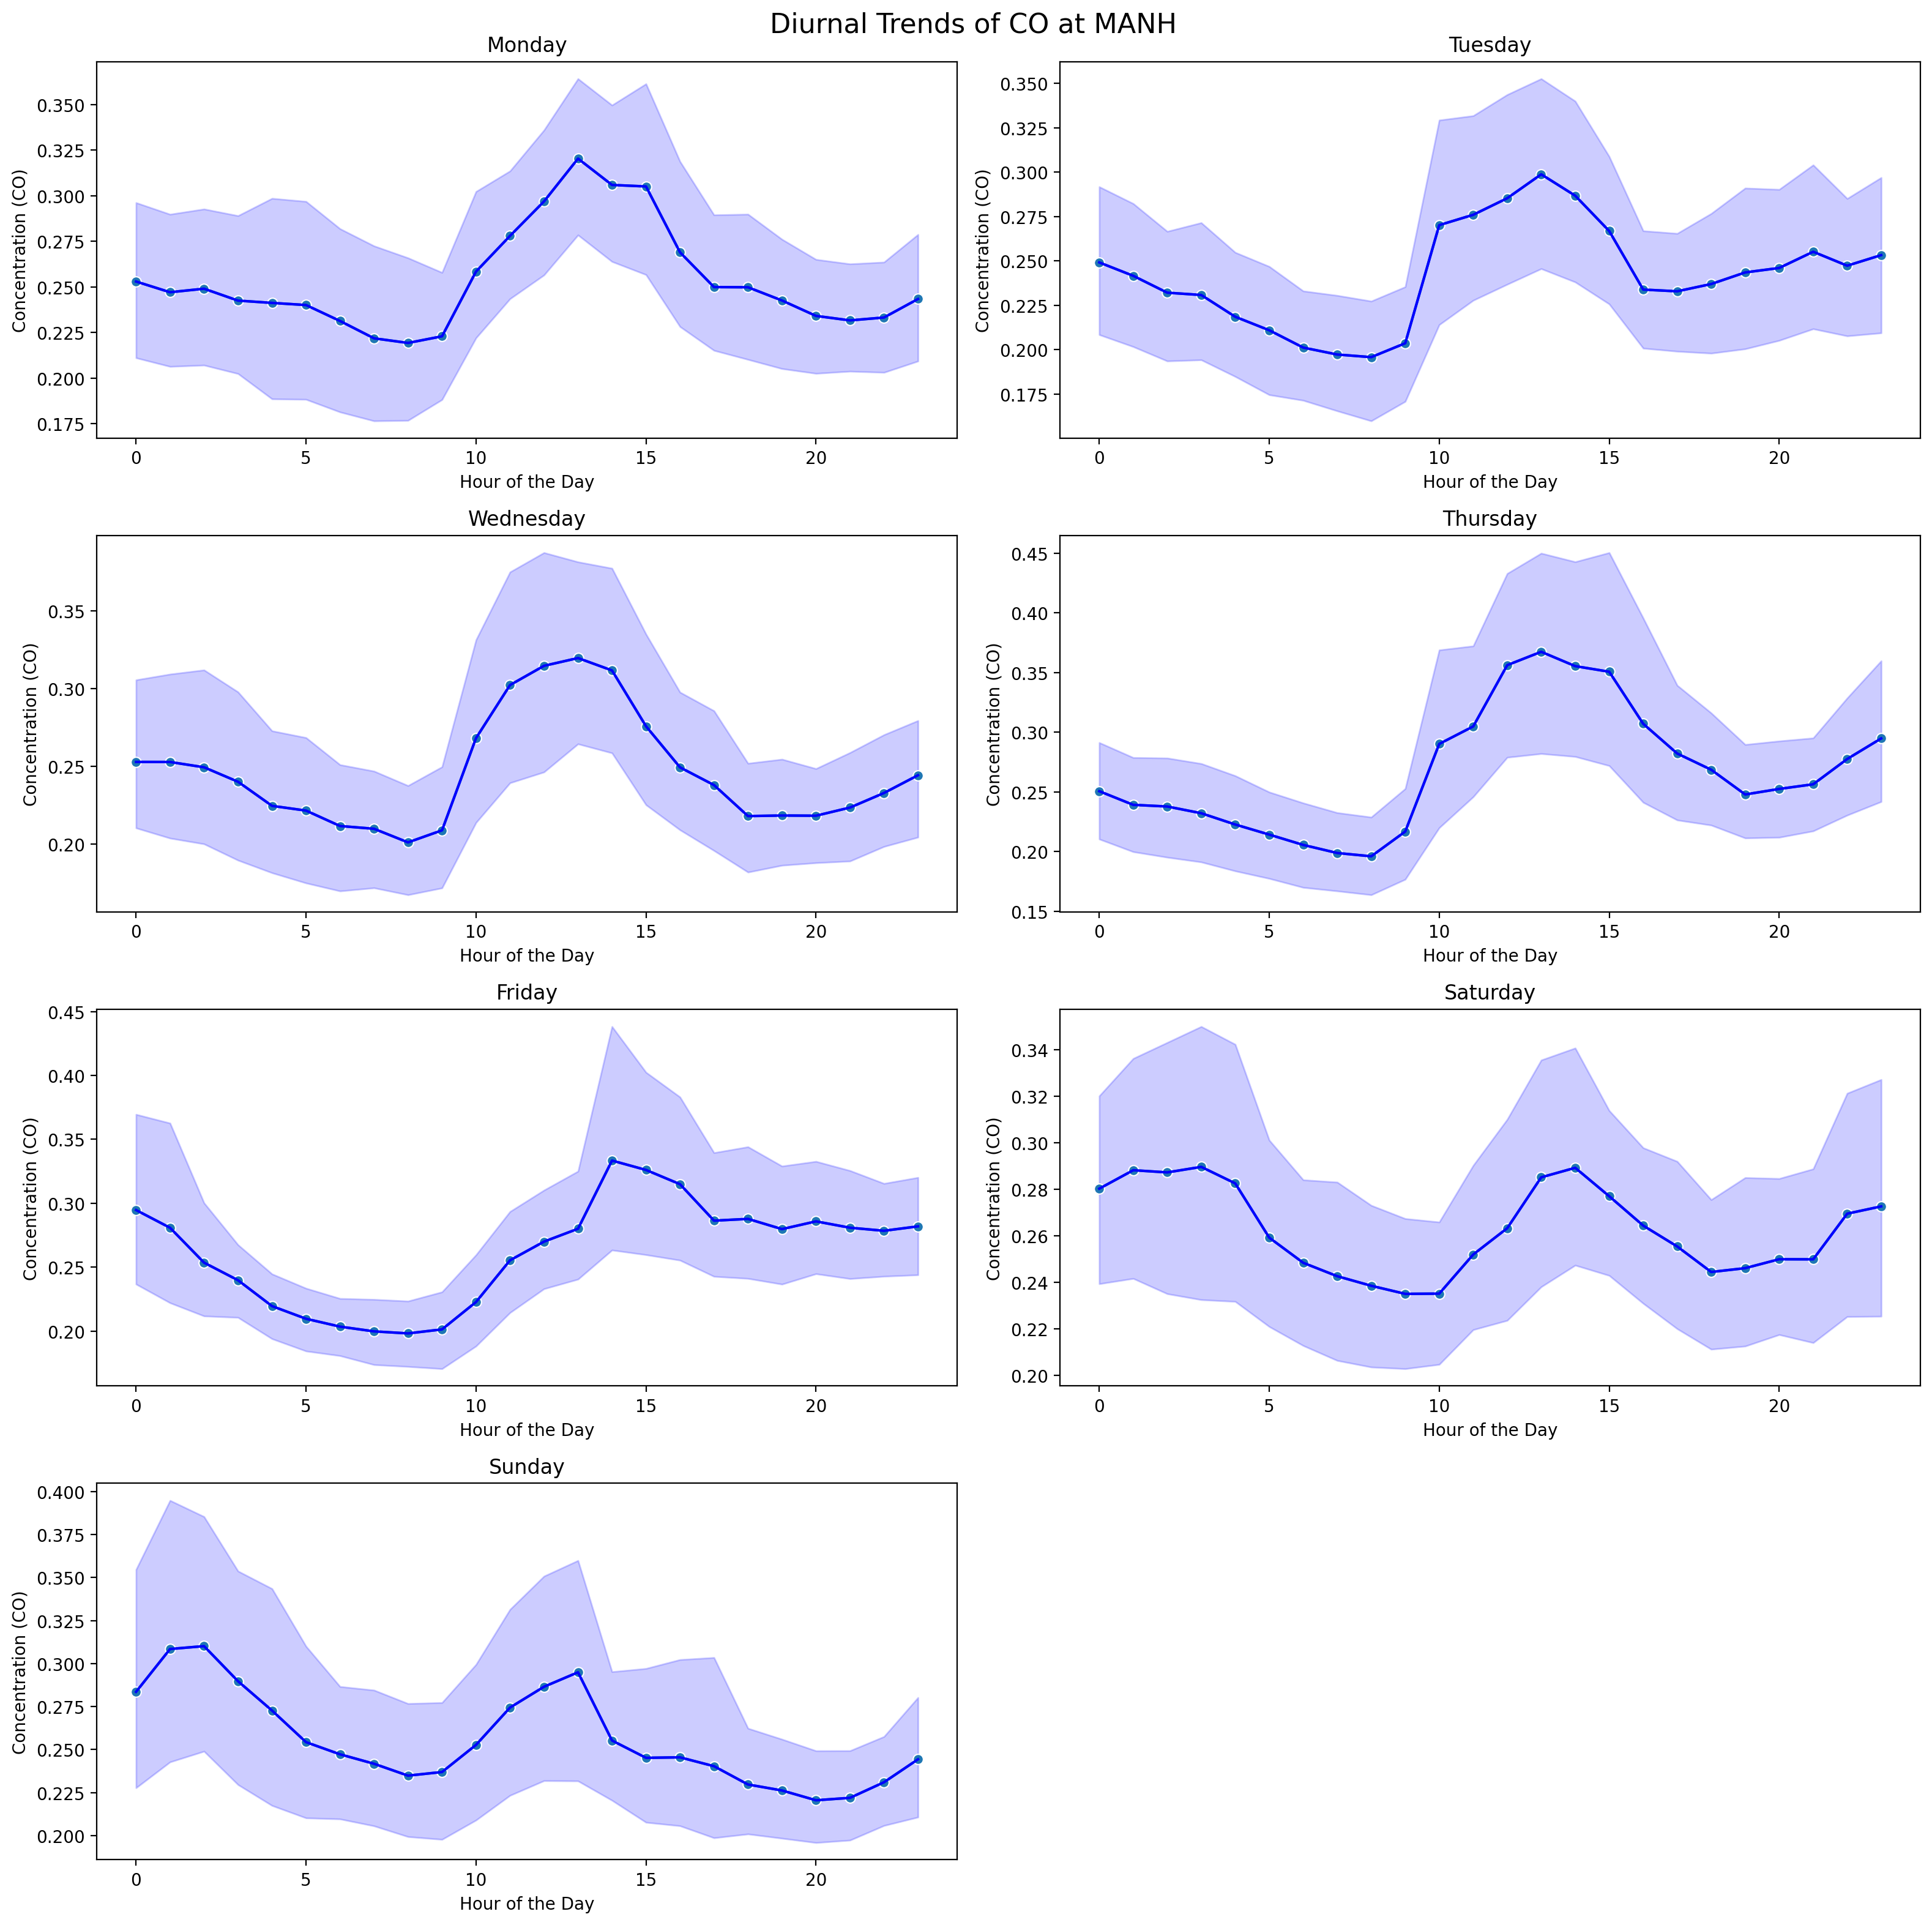 Diurnal Trends of CO at MANH
Monday
Concentration (CO)
0.350
0.325
0.300
0.275
0.250
0.225
0.200
0.175
0 5 10 15 20
Hour of the Day
Tuesday
Concentration (CO)
0.350
0.325
0.300
0.275
0.250
0.225
0.200
0.175
0 5 10 15 20
Hour of the Day
Wednesday
Concentration (CO)
0.35
0.30
0.25
0.20
0 5 10 15 20
Hour of the Day
Thursday
Concentration (CO)
0.45
0.40
0.35
0.30
0.25
0.20
0.15
0 5 10 15 20
Hour of the Day
Friday
Concentration (CO)
0.45
0.40
0.35
0.30
0.25
0.20
0 5 10 15 20
Hour of the Day
Saturday
Concentration (CO)
0.34
0.32
0.30
0.28
0.26
0.24
0.22
0.20
0 5 10 15 20
Hour of the Day
Sunday
Concentration (CO)
0.400
0.375
0.350
0.325
0.300
0.275
0.250
0.225
0.200
0 5 10 15 20
Hour of the Day